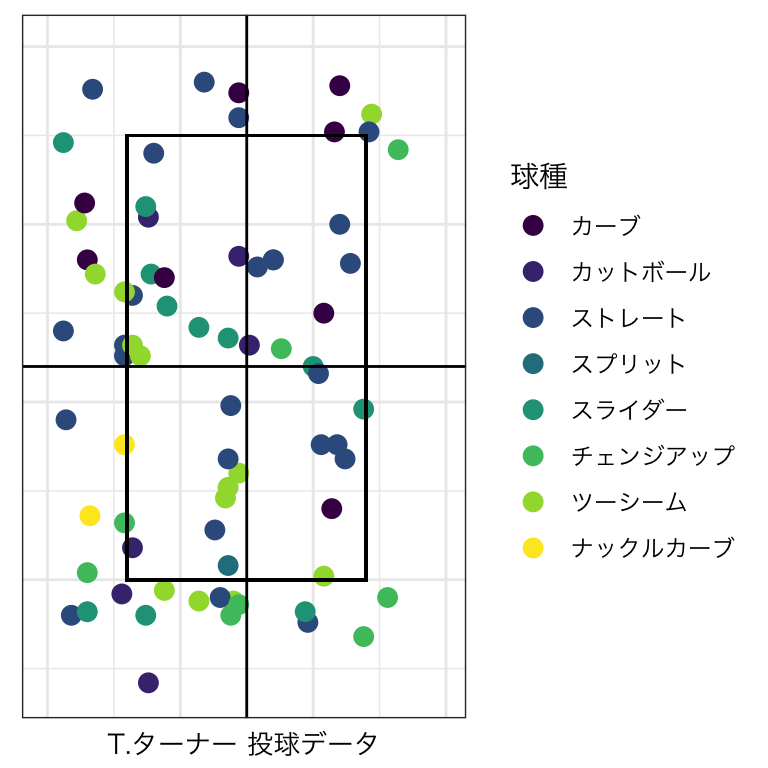 球種
カーブ
カットボール
ストレート
スプリット
スライダー
チェンジアップ
ツーシーム
ナックルカーブ
T.ターナー 投球データ